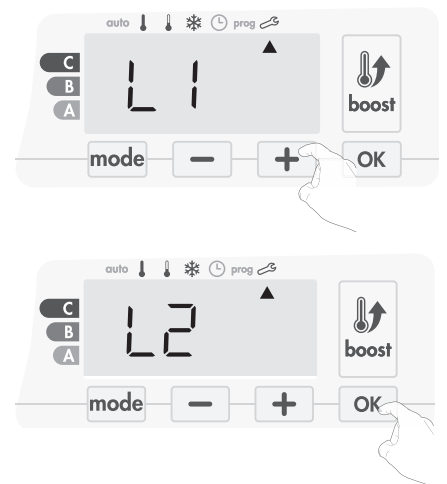 auto prog
C
L1
B
A
boost
mode − + OK
auto prog
C
L2
B
A
boost
mode − + OK